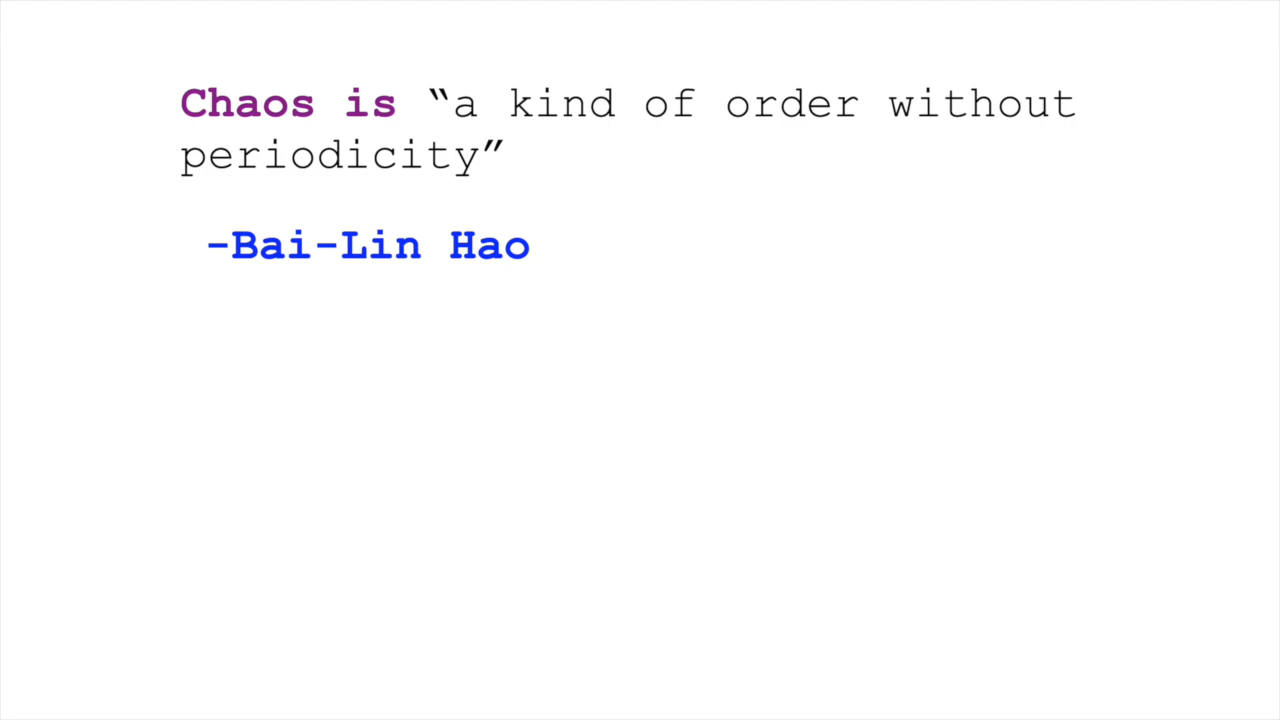 Chaos is “a kind of order without
periodicity”
-Bai-Lin Hao